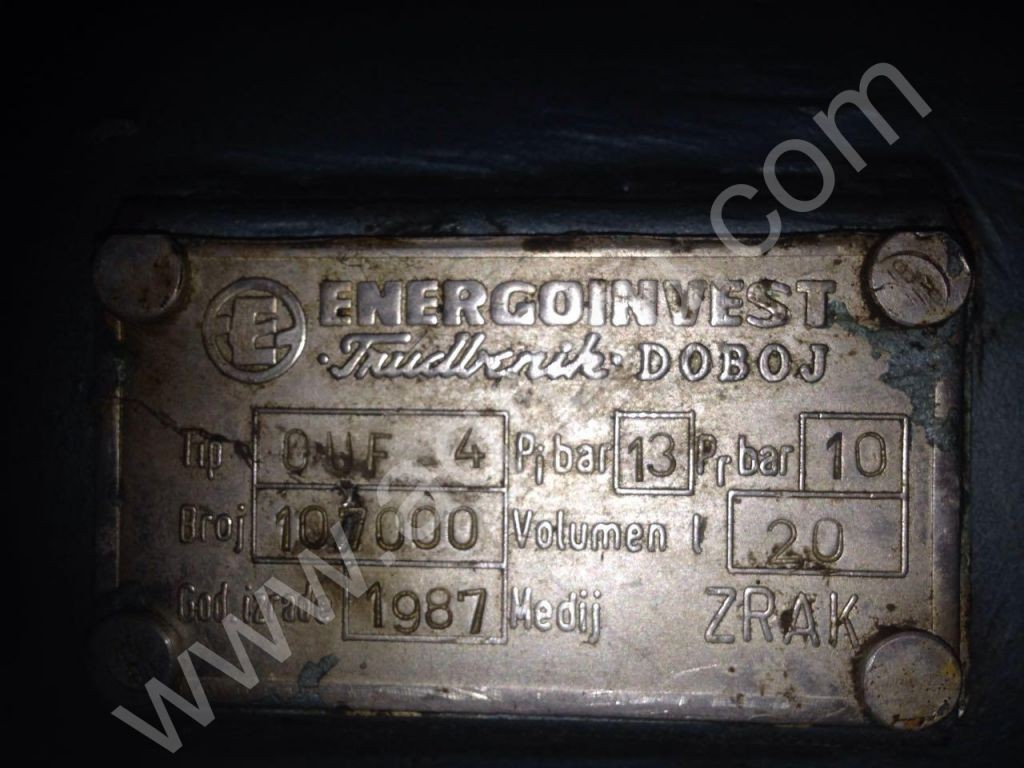 E ENERGOINVEST
DOBOJ
Tip OUF 4 Pi bar 13 Pr bar 10
Broj 107000 Volumen l 20
God. izrade 1987 Medij ZRAK